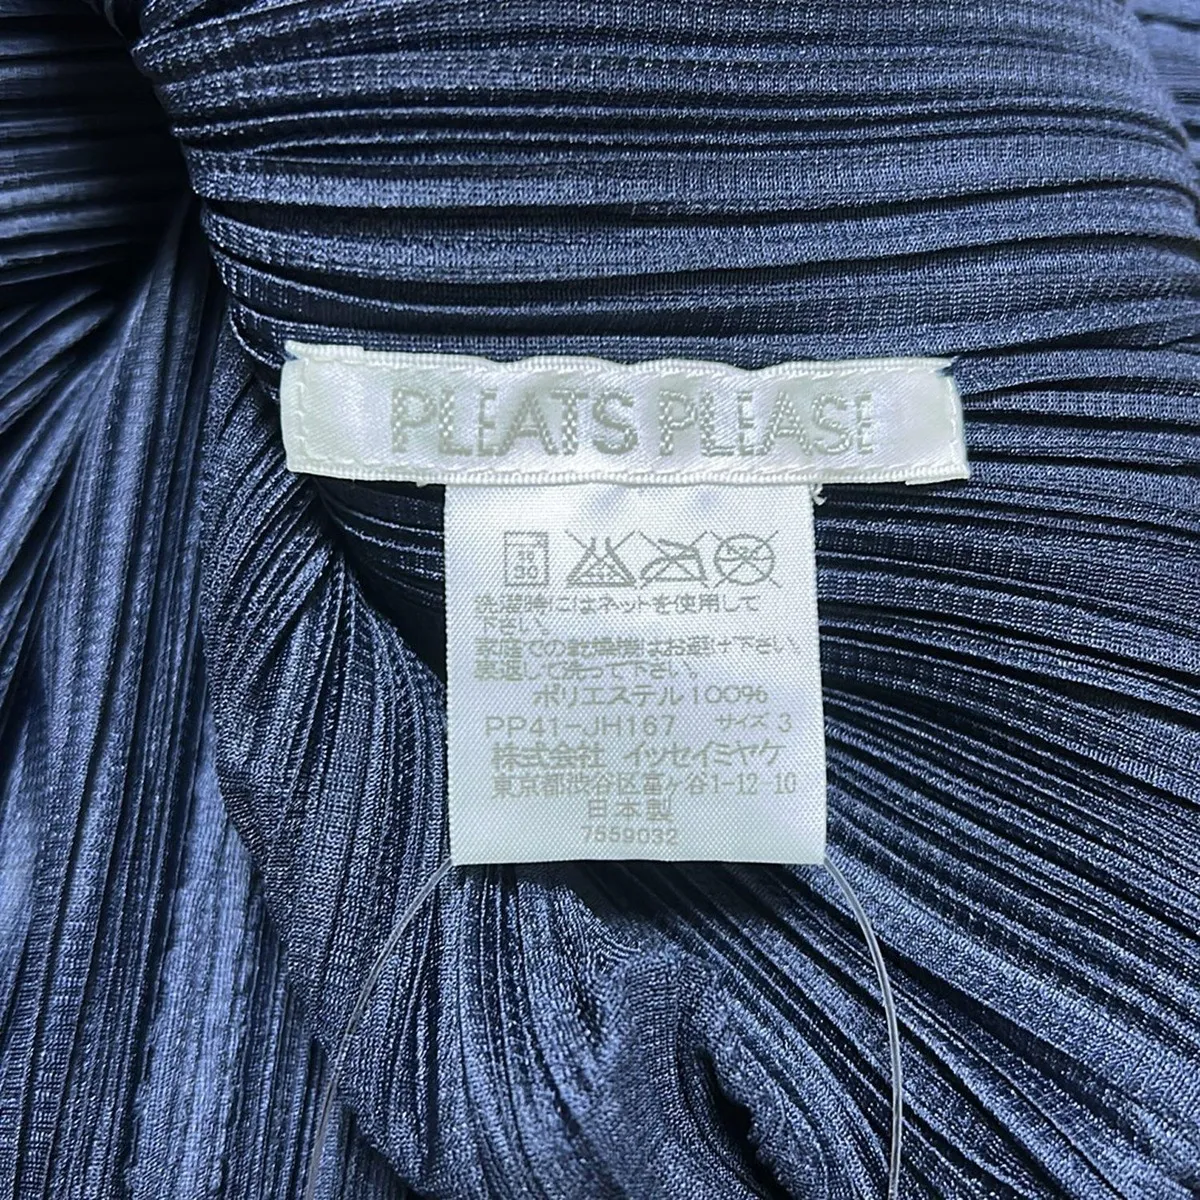 PLEATS PLEASE
洗濯時にはネットを使用して
下さい。
家庭での乾燥機はお避け下さい。
裏返して洗って下さい。
ポリエステル100%
PP41-JH167 サイズ 3
株式会社 イッセイミヤケ
東京都渋谷区富ヶ谷1-12-10
日本製
7559032